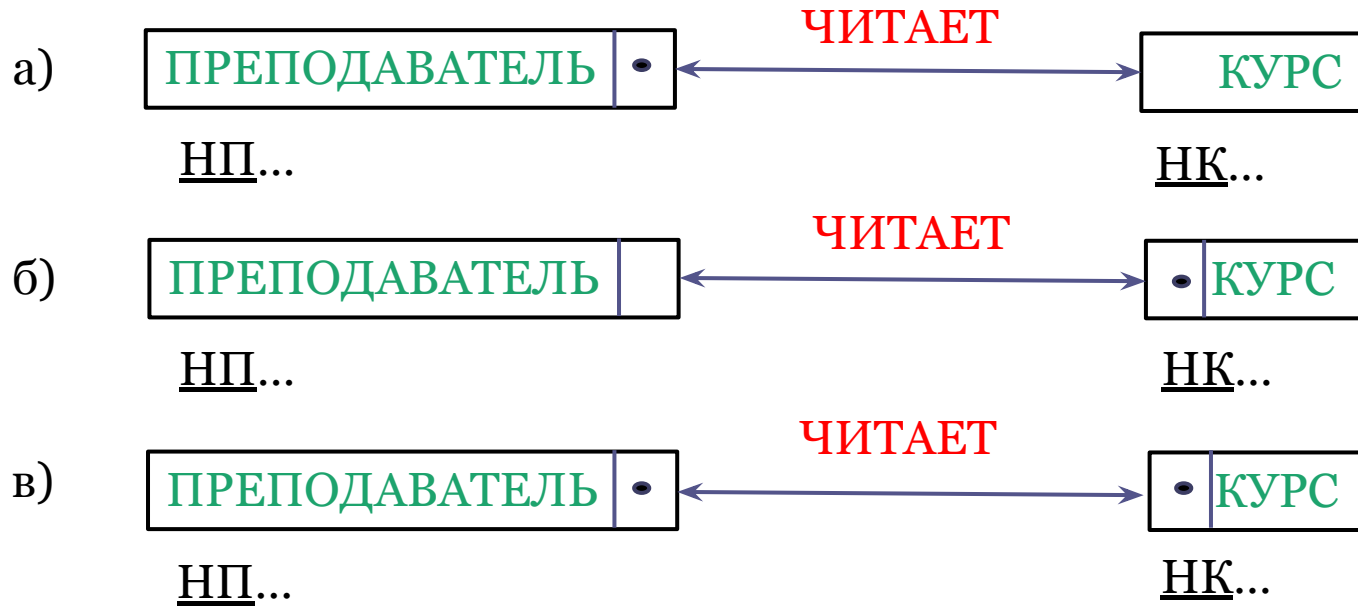 ЧИТАЕТ
а) ПРЕПОДАВАТЕЛЬ КУРС
НП... НК...
ЧИТАЕТ
б) ПРЕПОДАВАТЕЛЬ КУРС
НП... НК...
ЧИТАЕТ
в) ПРЕПОДАВАТЕЛЬ КУРС
НП... НК...